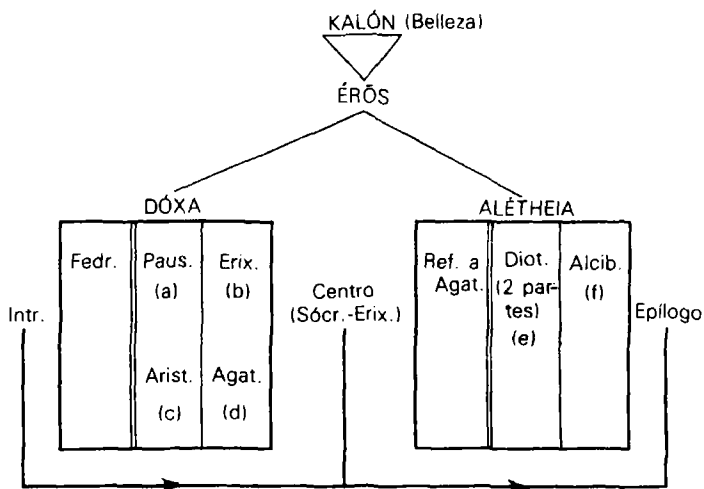 KALÓN (Belleza)
ÉRŌS
DÓXA
ALÉTHEIA
Fedr.
Paus.
(a)
Erix.
(b)
Arist.
(c)
Agat.
(d)
Intr.
Centro
(Sócr.-Erix.)
Ref. a
Agat.
Diot.
(2 par-
tes)
(e)
Alcib.
(f)
Epílogo